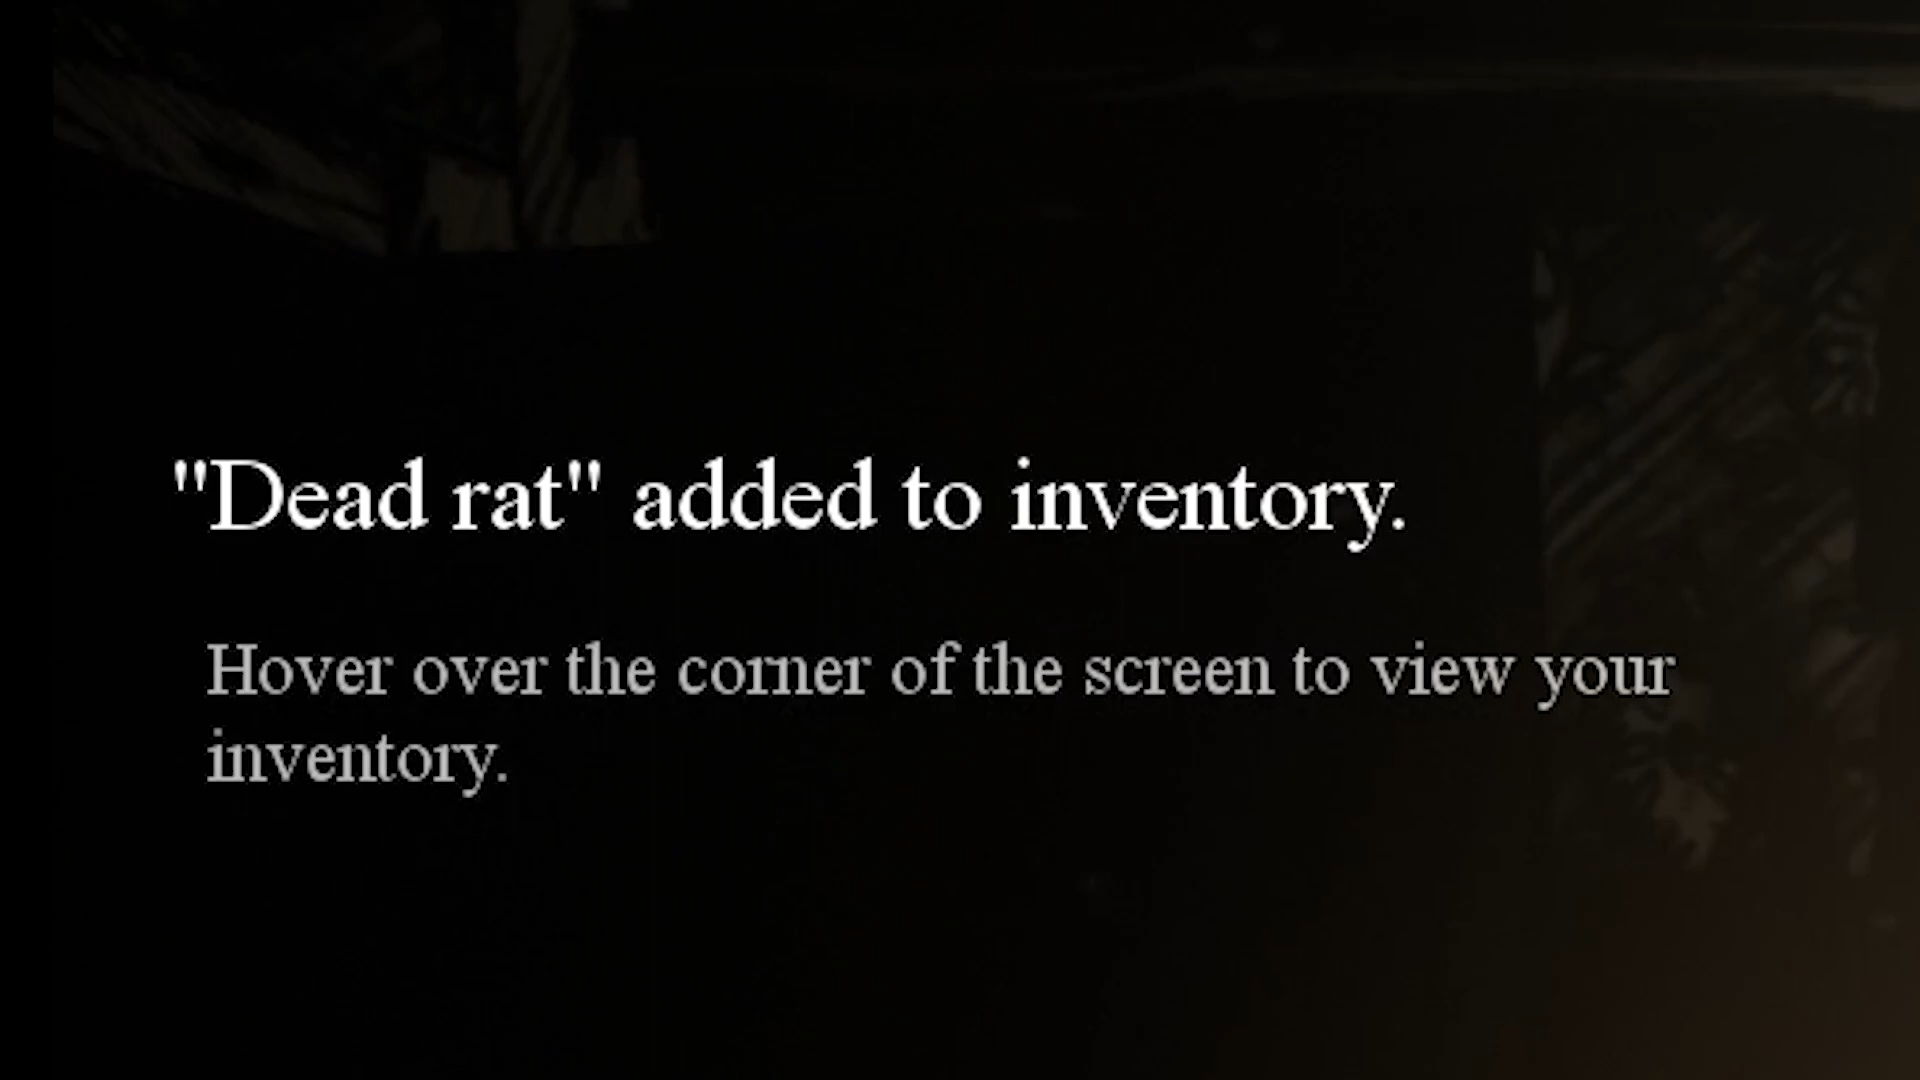 "Dead rat" added to inventory.
Hover over the corner of the screen to view your
inventory.